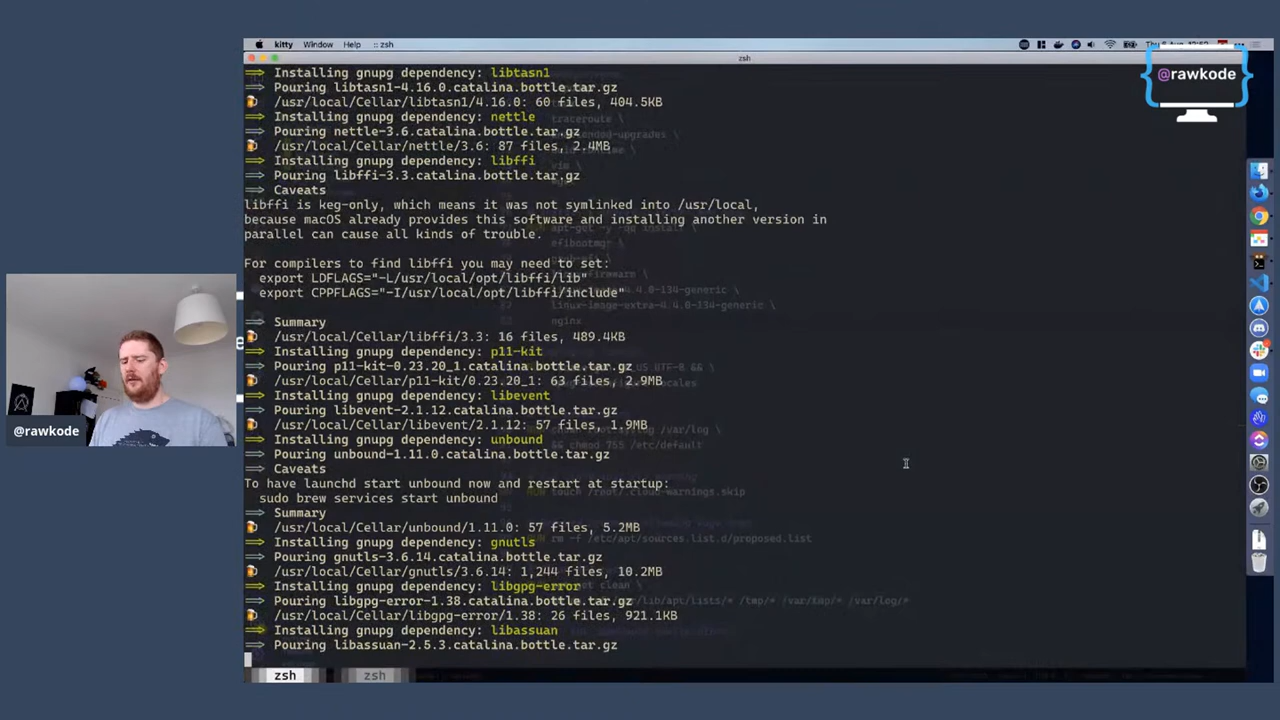 kitty Window Help :: zsh
zsh
@rawkode
==> Installing gnupg dependency: libtasn1
==> Pouring libtasn1-4.16.0.catalina.bottle.tar.gz
/usr/local/Cellar/libtasn1/4.16.0: 60 files, 404.5KB
==> Installing gnupg dependency: nettle
==> Pouring nettle-3.6.catalina.bottle.tar.gz
/usr/local/Cellar/nettle/3.6: 87 files, 2.4MB
==> Installing gnupg dependency: libffi
==> Pouring libffi-3.3.catalina.bottle.tar.gz
==> Caveats
libffi is keg-only, which means it was not symlinked into /usr/local,
because macOS already provides this software and installing another version in
parallel can cause all kinds of trouble.
For compilers to find libffi you may need to set:
export LDFLAGS="-L/usr/local/opt/libffi/lib"
export CPPFLAGS="-I/usr/local/opt/libffi/include"
==> Summary
/usr/local/Cellar/libffi/3.3: 16 files, 489.4KB
==> Installing gnupg dependency: p11-kit
==> Pouring p11-kit-0.23.20_1.catalina.bottle.tar.gz
/usr/local/Cellar/p11-kit/0.23.20_1: 63 files, 2.9MB
==> Installing gnupg dependency: libevent
==> Pouring libevent-2.1.12.catalina.bottle.tar.gz
/usr/local/Cellar/libevent/2.1.12: 57 files, 1.9MB
==> Installing gnupg dependency: unbound
==> Pouring unbound-1.11.0.catalina.bottle.tar.gz
==> Caveats
To have launchd start unbound now and restart at startup:
sudo brew services start unbound
==> Summary
/usr/local/Cellar/unbound/1.11.0: 57 files, 5.2MB
==> Installing gnupg dependency: gnutls
==> Pouring gnutls-3.6.14.catalina.bottle.tar.gz
/usr/local/Cellar/gnutls/3.6.14: 1,244 files, 10.2MB
==> Installing gnupg dependency: libgpg-error
==> Pouring libgpg-error-1.38.catalina.bottle.tar.gz
/usr/local/Cellar/libgpg-error/1.38: 26 files, 921.1KB
==> Installing gnupg dependency: libassuan
==> Pouring libassuan-2.5.3.catalina.bottle.tar.gz
zsh zsh
@rawkode